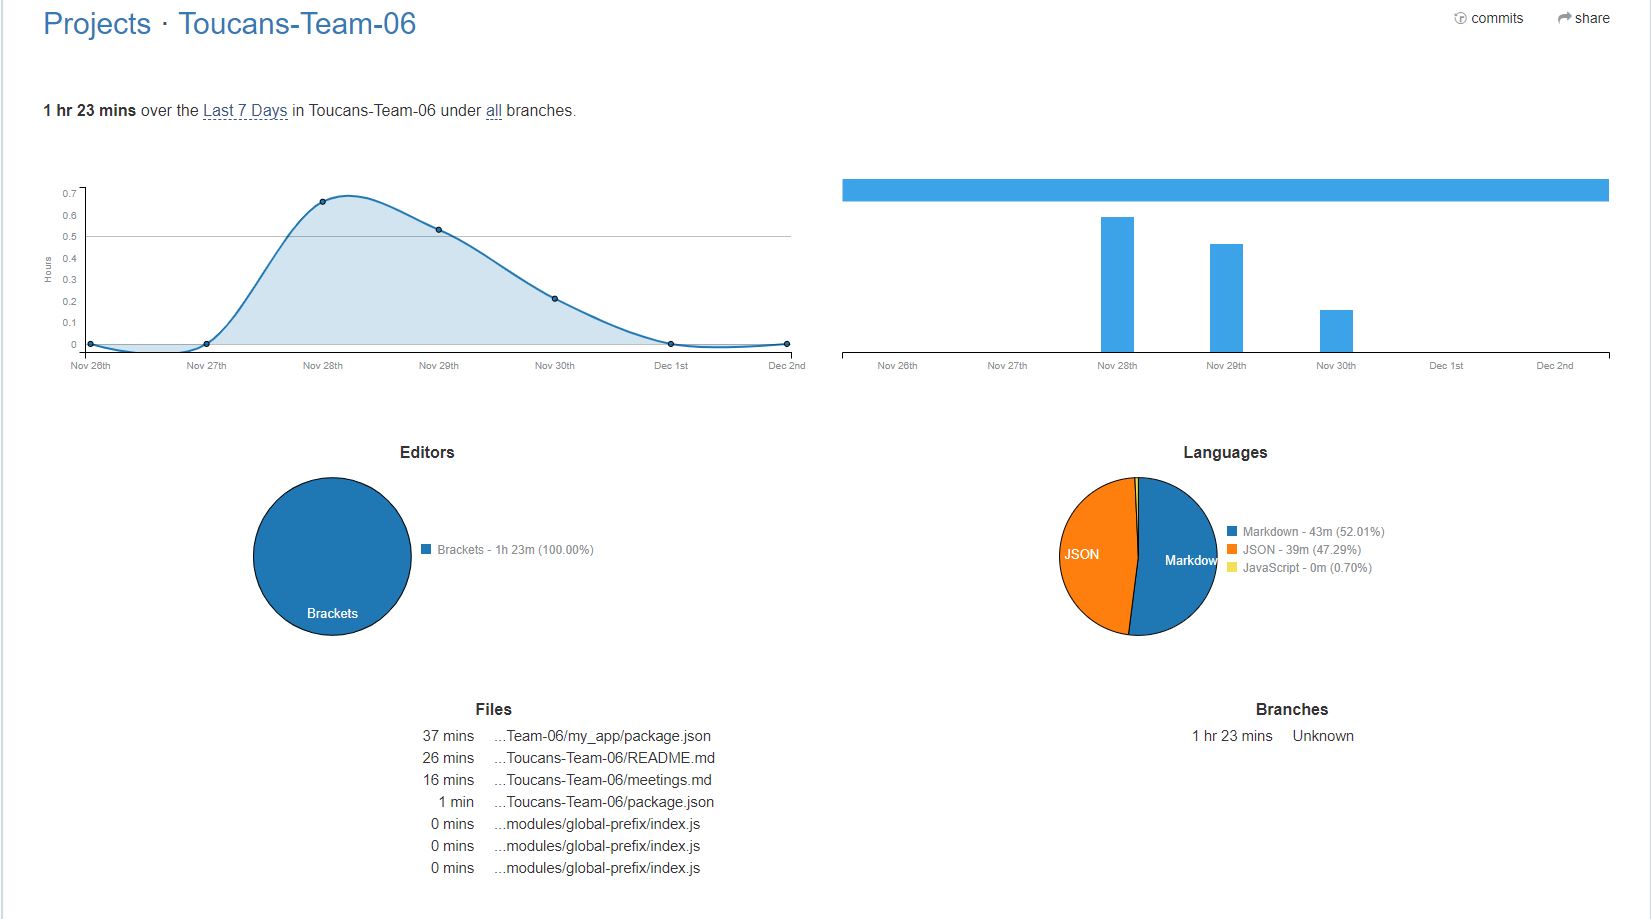 Projects · Toucans-Team-06
commits share
1 hr 23 mins over the Last 7 Days in Toucans-Team-06 under all branches.
Hours
0.7
0.6
0.5
0.4
0.3
0.2
0.1
0
Nov 26th Nov 27th Nov 28th Nov 29th Nov 30th Dec 1st Dec 2nd
Nov 26th Nov 27th Nov 28th Nov 29th Nov 30th Dec 1st Dec 2nd
Editors
Brackets
Brackets - 1h 23m (100.00%)
Languages
JSON
Markdow
Markdown - 43m (52.01%)
JSON - 39m (47.29%)
JavaScript - 0m (0.70%)
Files
37 mins ...Team-06/my_app/package.json
26 mins ...Toucans-Team-06/README.md
16 mins ...Toucans-Team-06/meetings.md
1 min ...Toucans-Team-06/package.json
0 mins ...modules/global-prefix/index.js
0 mins ...modules/global-prefix/index.js
0 mins ...modules/global-prefix/index.js
Branches
1 hr 23 mins Unknown